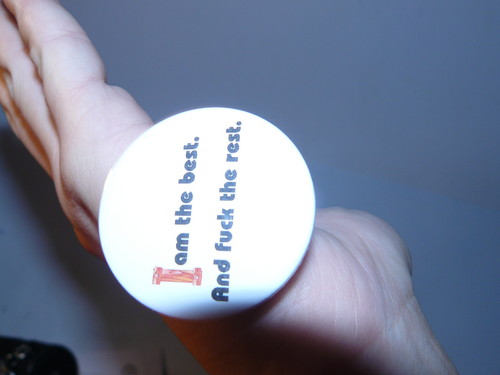 I am the best.
And fuck the rest.